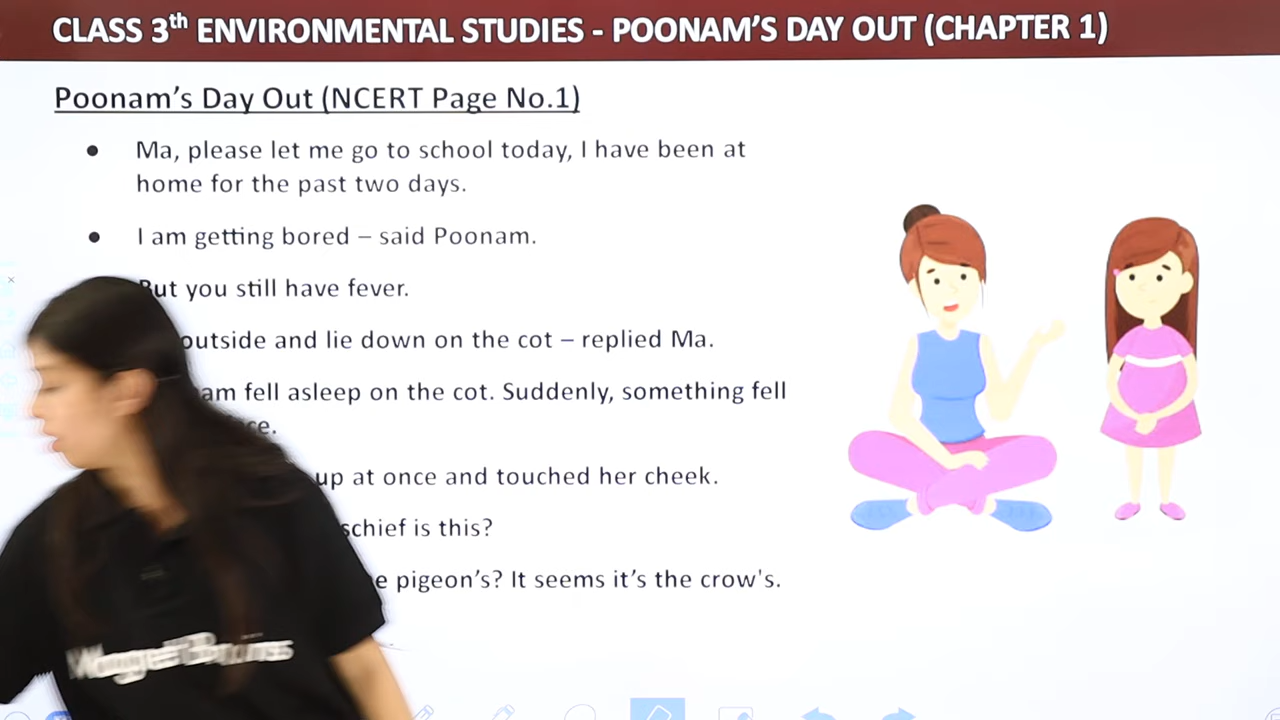 CLASS 3th ENVIRONMENTAL STUDIES - POONAM'S DAY OUT (CHAPTER 1)
Poonam's Day Out (NCERT Page No.1)
Ma, please let me go to school today, I have been at
home for the past two days.
I am getting bored – said Poonam.
But you still have fever.
outside and lie down on the cot – replied Ma.
fell asleep on the cot. Suddenly, something fell
up at once and touched her cheek.
is this?
pigeon's? It seems it's the crow's.